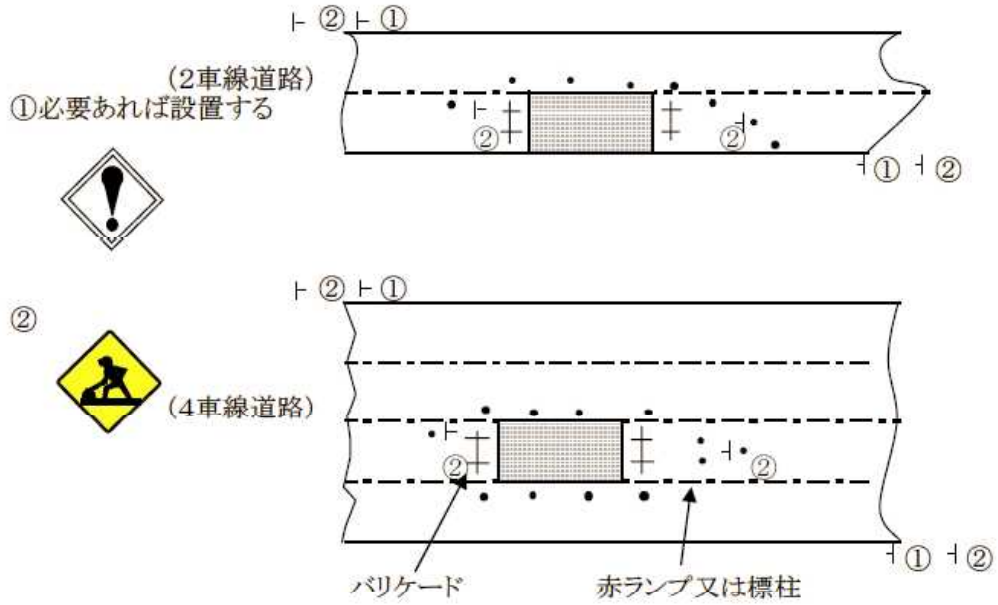 ② ①
(2車線道路)
①必要あれば設置する
② ②
① ②
② ①
②
(4車線道路)
② ②
① ②
バリケード 赤ランプ又は標柱